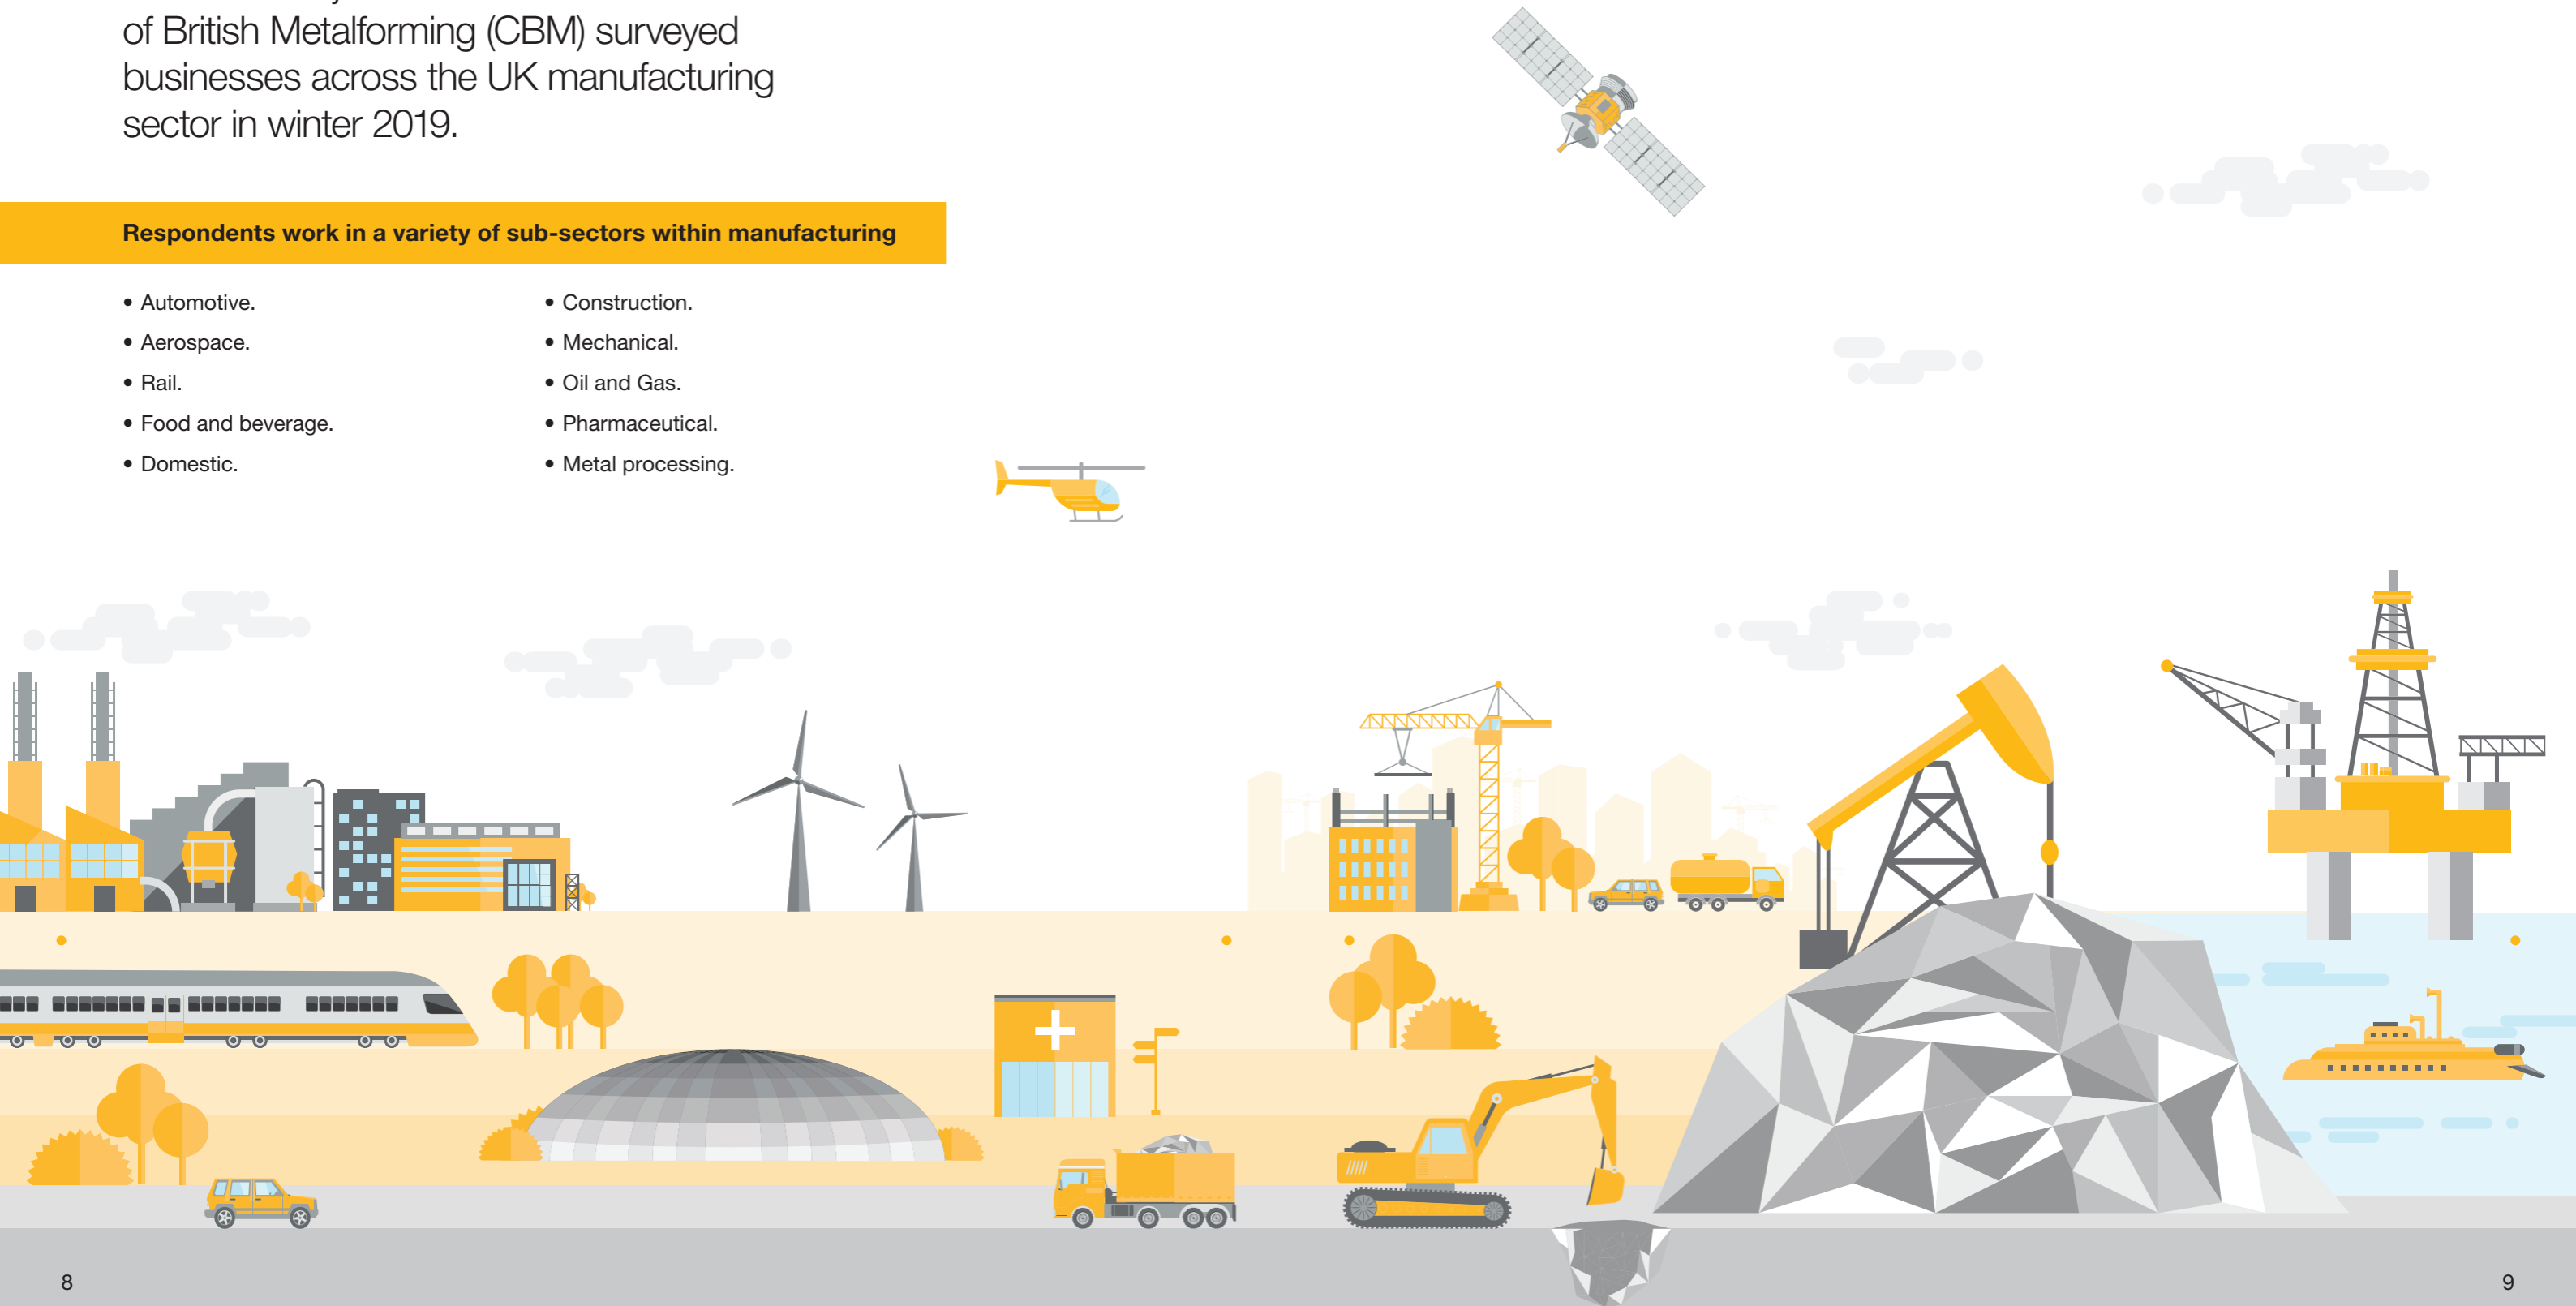 of British Metalforming (CBM) surveyed
businesses across the UK manufacturing
sector in winter 2019.
Respondents work in a variety of sub-sectors within manufacturing
• Automotive.
• Aerospace.
• Rail.
• Food and beverage.
• Domestic.
• Construction.
• Mechanical.
• Oil and Gas.
• Pharmaceutical.
• Metal processing.
8
9